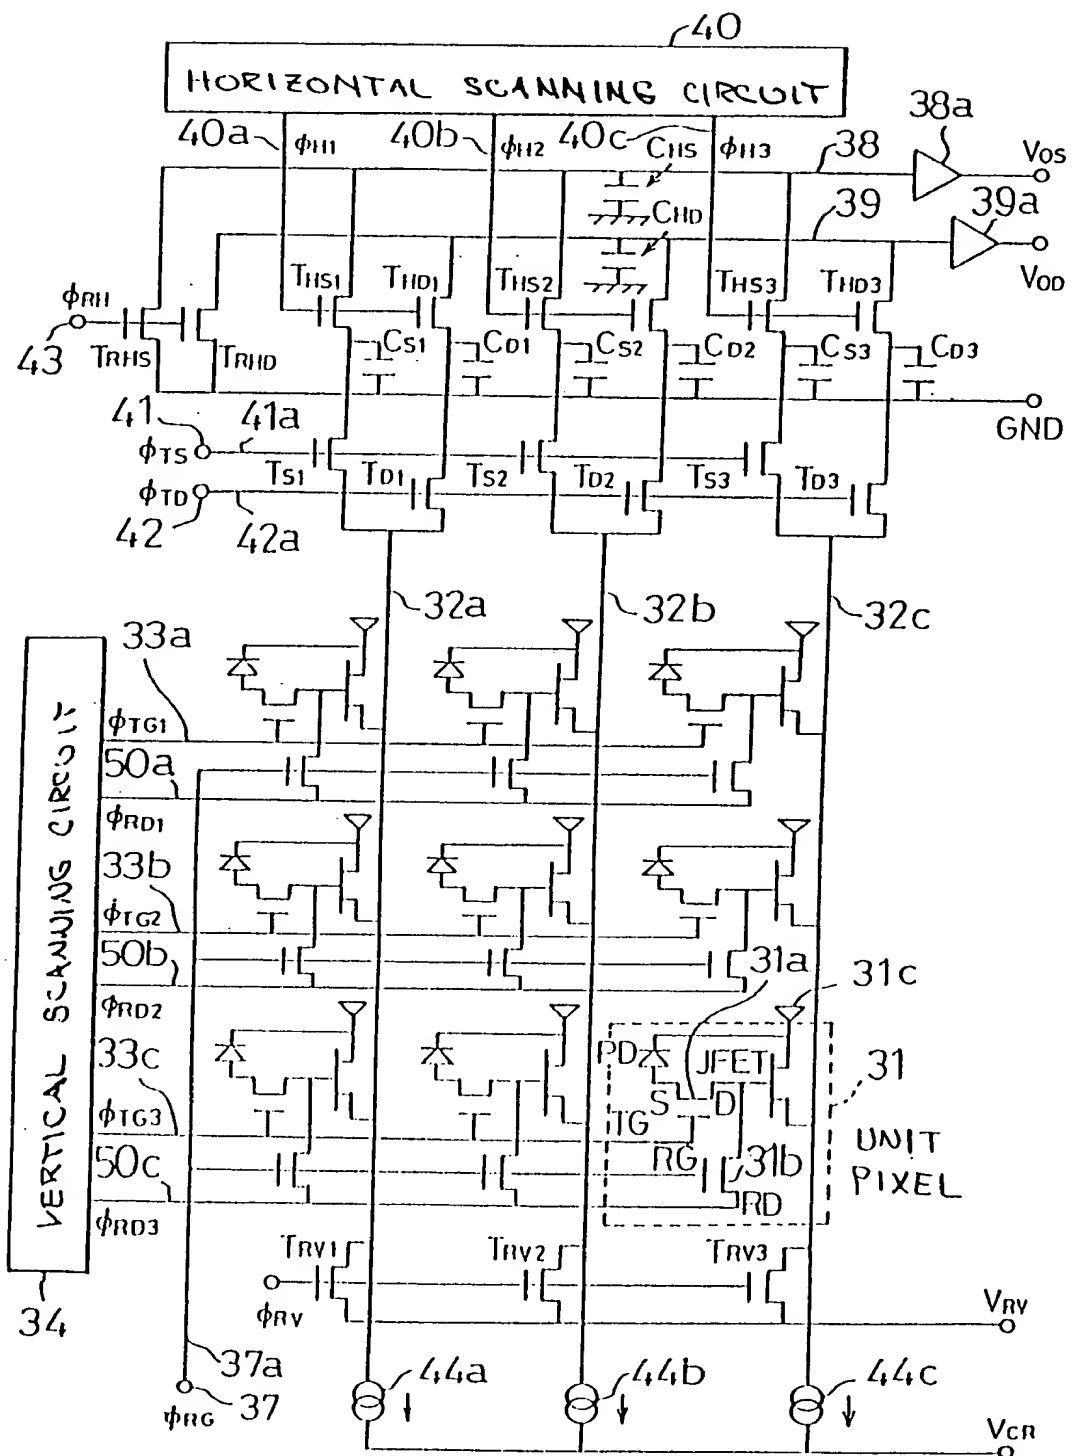 40
HORIZONTAL SCANNING CIRCUIT
40a ΦH1 40b ΦH2 40c ΦH3 38a
CHS 38 VOS
CHD 39 39a
VOD
THS1 THD1 THS2 THS3 THD3
ΦRH
43 TRHS TRHD CS1 CD1 CS2 CD2 CS3 CD3
GND
41 41a
ΦTS
TS1 TD1 TS2 TD2 TS3 TD3
ΦTD
42 42a
32a 32b 32c
33a
ΦTG1
50a
ΦRD1
33b
ΦTG2
50b 31a
ΦRD2 31c
33c PD JFET 31
S D
ΦTG3 TG UNIT
50c RG 31b PIXEL
ΦRD3 RD
VERTICAL SCANNING CIRCUIT
34
TRV1 TRV2 TRV3
ΦRV VRV
37a 44a 44b 44c
37
ΦRG VCR